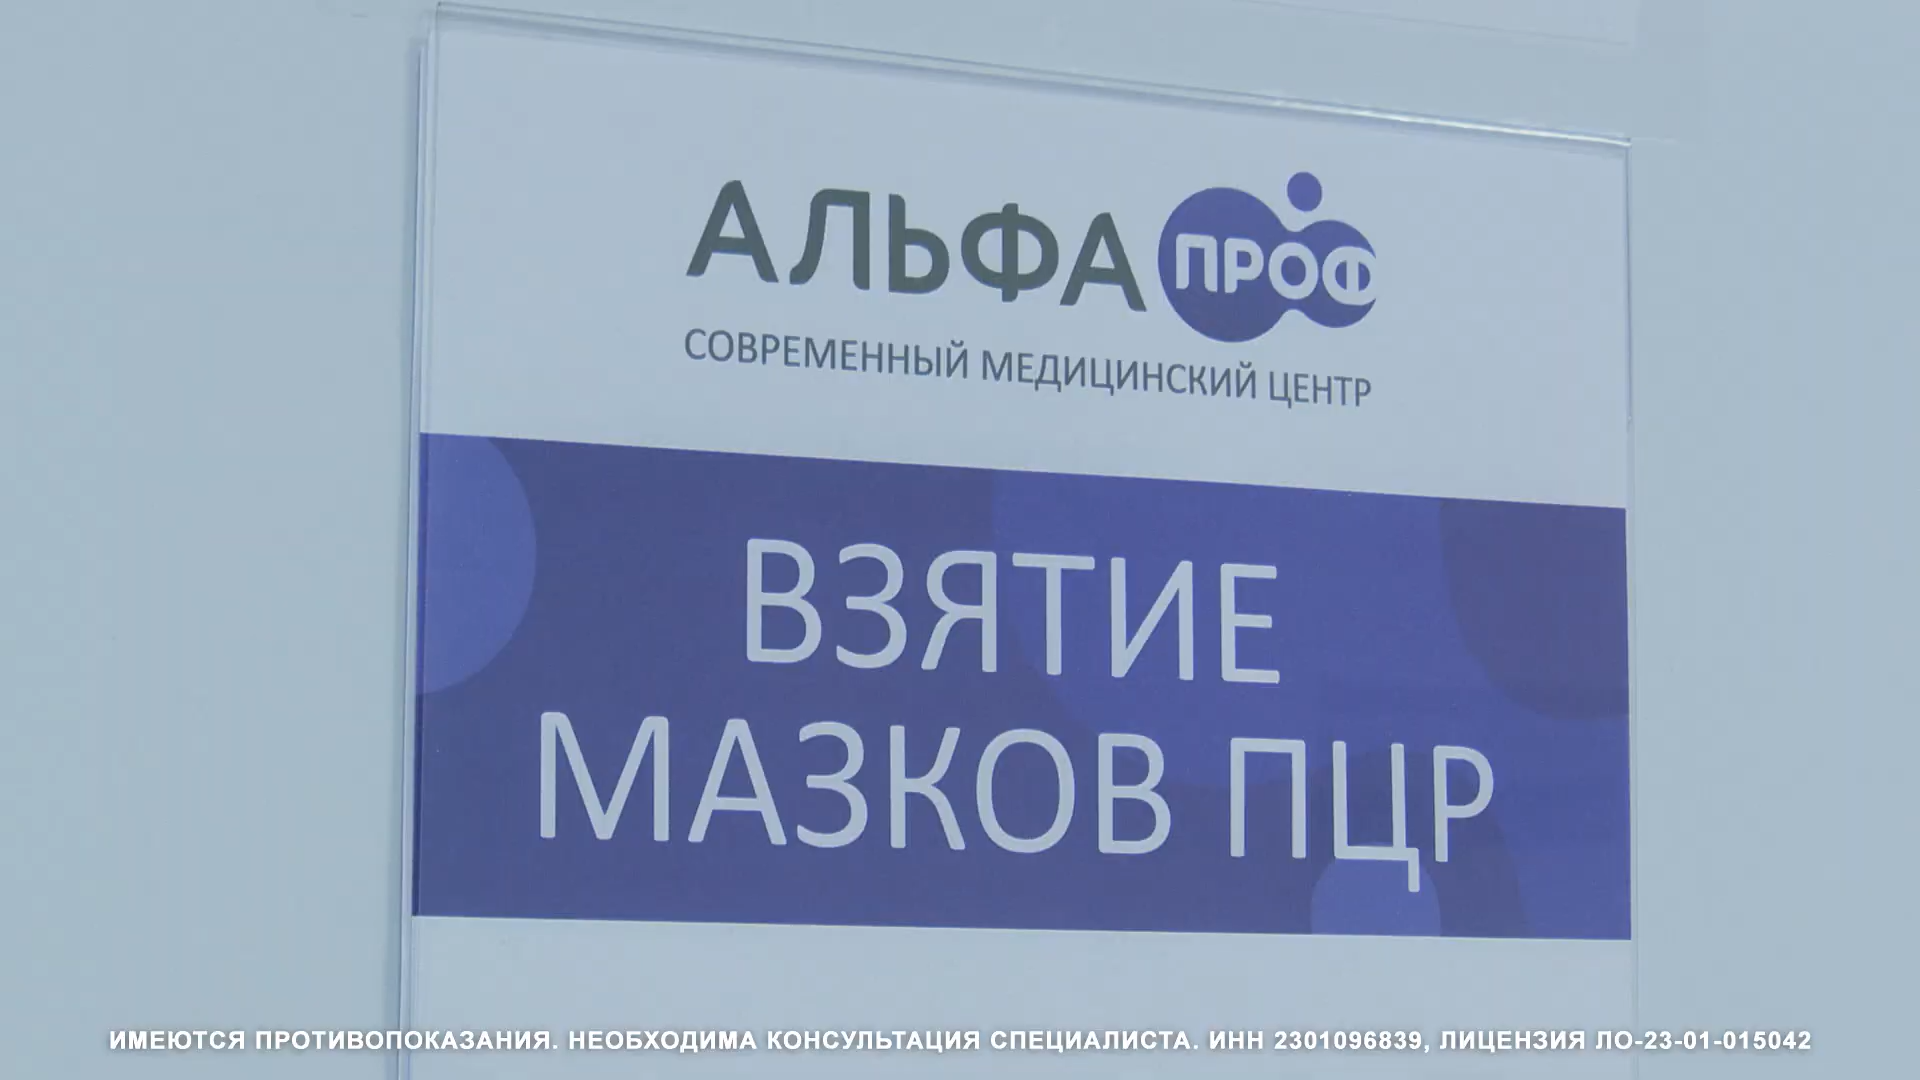 АЛЬФА ПРОФ
СОВРЕМЕННЫЙ МЕДИЦИНСКИЙ ЦЕНТР
ВЗЯТИЕ
МАЗКОВ ПЦР
ИМЕЮТСЯ ПРОТИВОПОКАЗАНИЯ. НЕОБХОДИМА КОНСУЛЬТАЦИЯ СПЕЦИАЛИСТА. ИНН 2301096839, ЛИЦЕНЗИЯ ЛО-23-01-015042